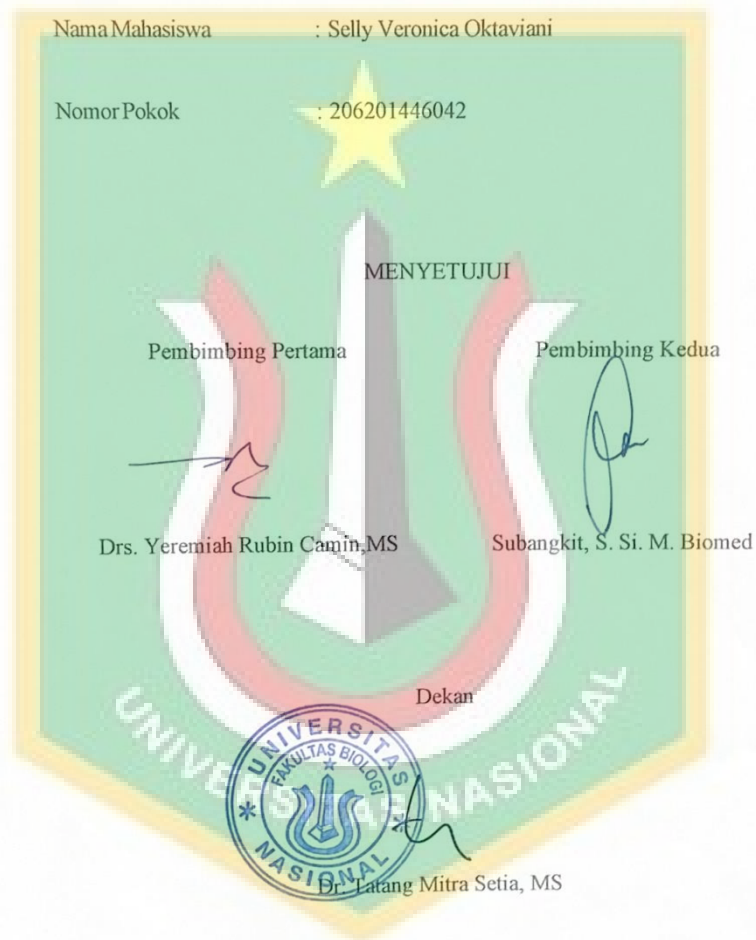 Nama Mahasiswa : Selly Veronica Oktaviani
Nomor Pokok : 206201446042
MENYETUJUI
Pembimbing Pertama Pembimbing Kedua
Drs. Yeremiah Rubin Camin,MS Subangkit, S. Si. M. Biomed
Dekan
UNIVERSITAS NASIONAL
UNIVERSITAS
FAKULTAS BIOLOGI
NASIONAL
Dr. Tatang Mitra Setia, MS